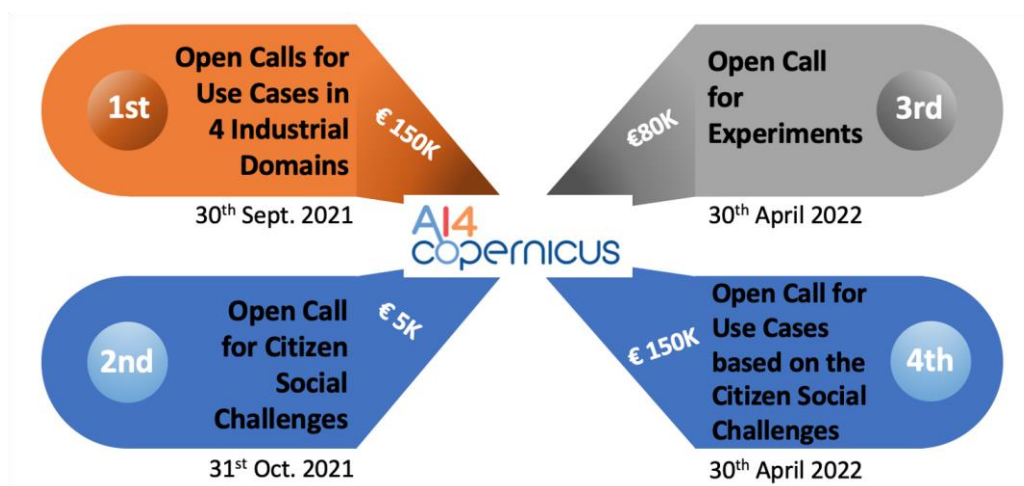 1st
Open Calls for
Use Cases in
4 Industrial
Domains
€ 150K
30th Sept. 2021
€80K
Open Call
for
Experiments
3rd
30th April 2022
AI4
copernicus
2nd
Open Call
for Citizen
Social
Challenges
€ 5K
31st Oct. 2021
€ 150K
Open Call for
Use Cases
based on the
Citizen Social
Challenges
4th
30th April 2022